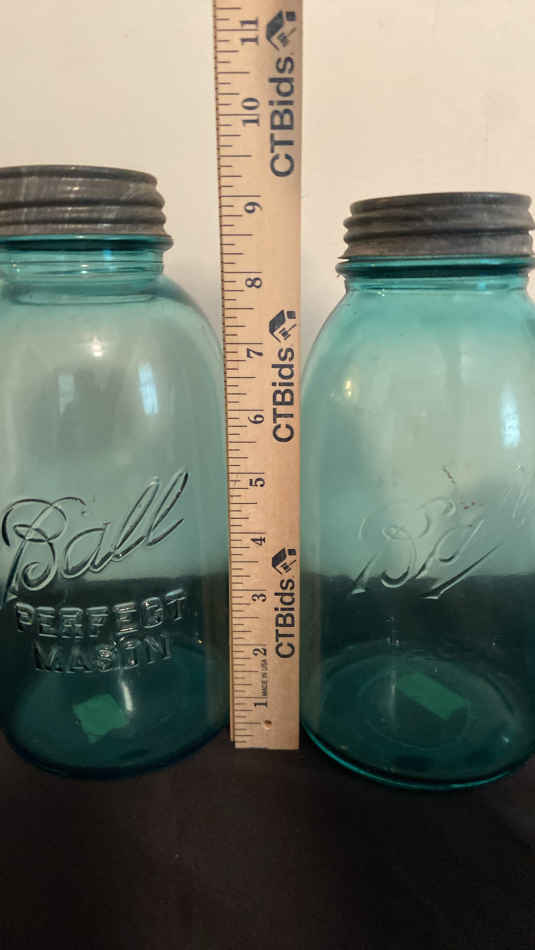 Ball
PERFECT
MASON
11
10
9
8
7
6
5
4
3
2
1
MADE IN USA
CTBids
CTBids
CTBids
Ball